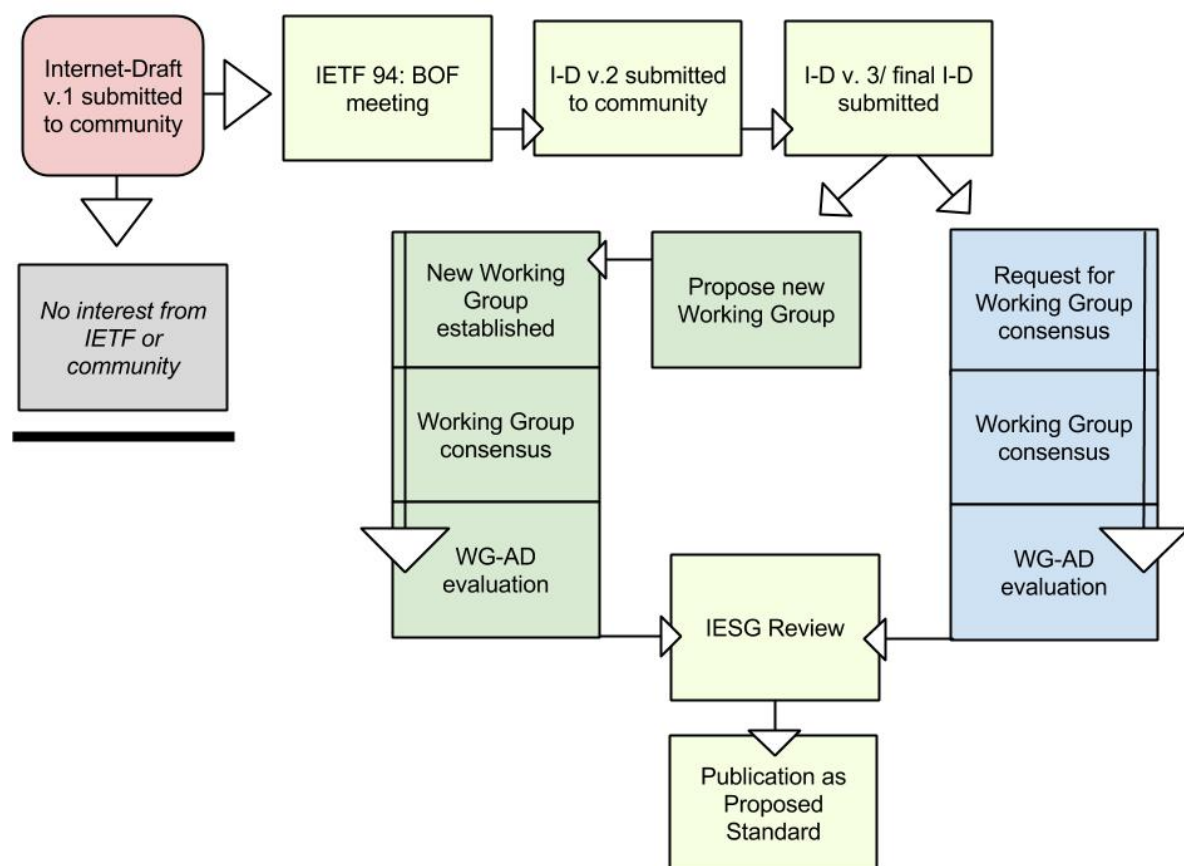 Internet-Draft
v.1 submitted
to community
IETF 94: BOF
meeting
I-D v.2 submitted
to community
I-D v. 3/ final I-D
submitted
No interest from
IETF or
community
New Working
Group
established
Propose new
Working Group
Request for
Working Group
consensus
Working Group
consensus
Working Group
consensus
WG-AD
evaluation
WG-AD
evaluation
IESG Review
Publication as
Proposed
Standard